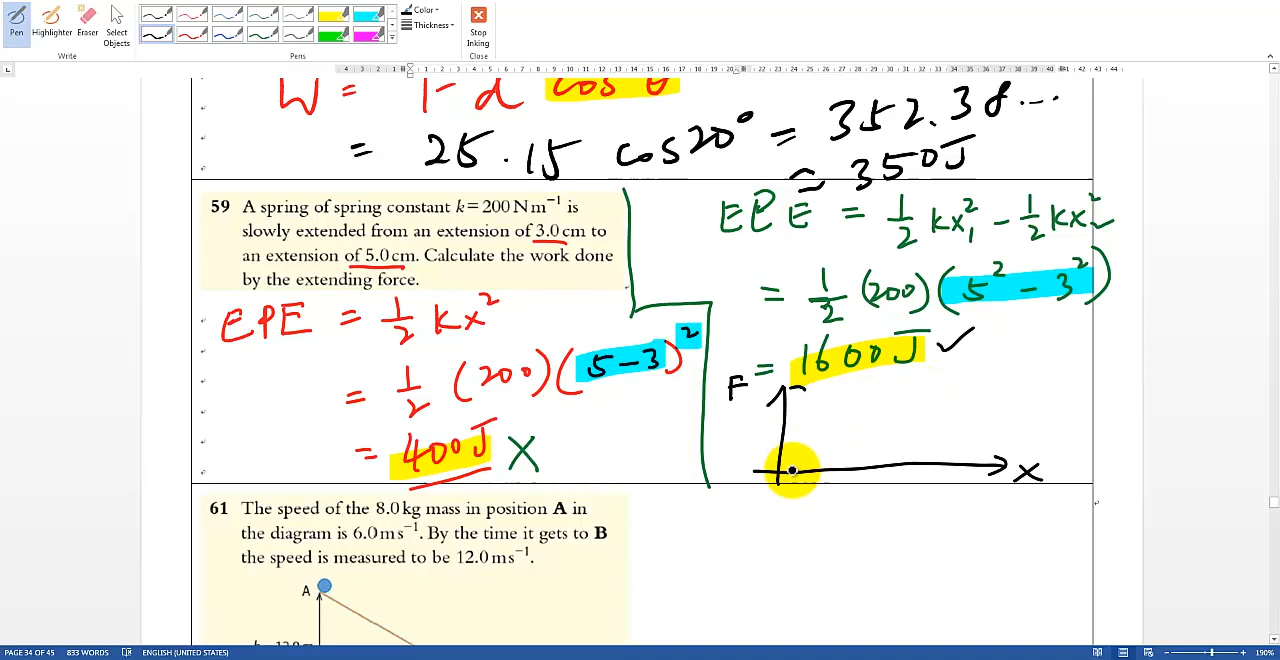 Pen
Highlighter
Eraser
Select Objects
Write
Pens
Color
Thickness
Stop Inking
Close
W = F d cos θ
= 25 · 15 cos20° = 352.38...
≈ 350J
59 A spring of spring constant k = 200 N m⁻¹ is
slowly extended from an extension of 3.0 cm to
an extension of 5.0 cm. Calculate the work done
by the extending force.
EPE = 1/2 kx²
= 1/2 (200)(5 − 3)²
= 400J X
EPE = 1/2 kx₁² − 1/2 kx₂²
= 1/2 (200)(5² − 3²)
= 1600J ✓
F
X
61 The speed of the 8.0 kg mass in position A in
the diagram is 6.0 m s⁻¹. By the time it gets to B
the speed is measured to be 12.0 m s⁻¹.
A
PAGE 34 OF 45
833 WORDS
ENGLISH (UNITED STATES)
190%